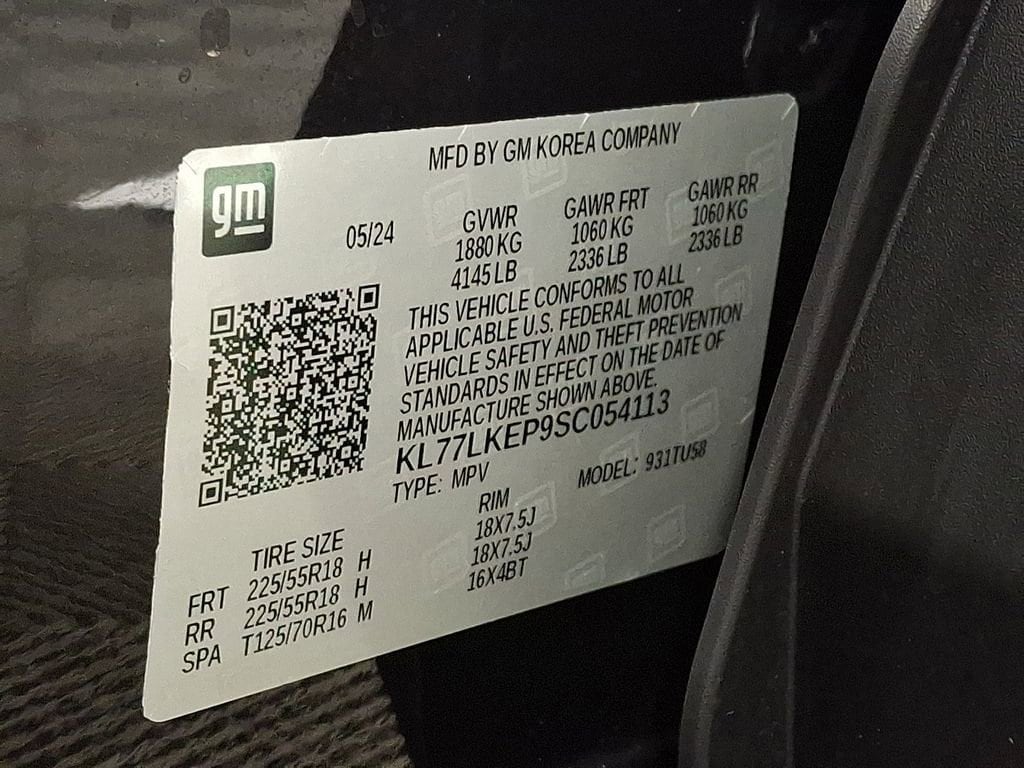 gm
MFD BY GM KOREA COMPANY
05/24
GVWR
1880 KG
4145 LB
GAWR FRT
1060 KG
2336 LB
GAWR RR
1060 KG
2336 LB
THIS VEHICLE CONFORMS TO ALL
APPLICABLE U.S. FEDERAL MOTOR
VEHICLE SAFETY AND THEFT PREVENTION
STANDARDS IN EFFECT ON THE DATE OF
MANUFACTURE SHOWN ABOVE.
KL77LKEP9SC054113
TYPE: MPV MODEL: 931TU58
TIRE SIZE RIM
FRT 225/55R18 H 18X7.5J
RR 225/55R18 H 18X7.5J
SPA T125/70R16 M 16X4BT